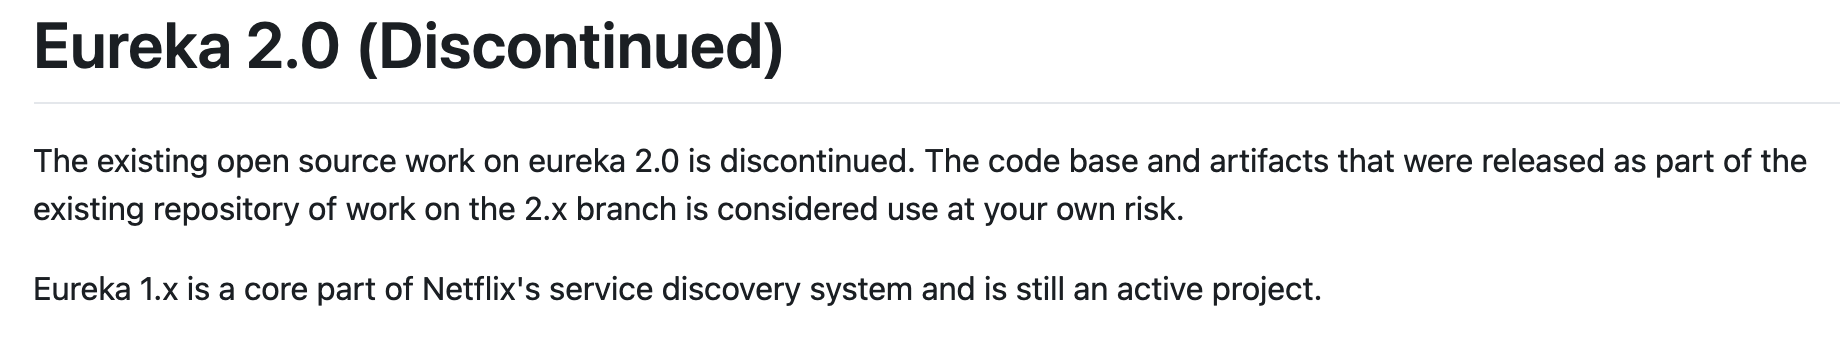 Eureka 2.0 (Discontinued)
The existing open source work on eureka 2.0 is discontinued. The code base and artifacts that were released as part of the
existing repository of work on the 2.x branch is considered use at your own risk.
Eureka 1.x is a core part of Netflix's service discovery system and is still an active project.